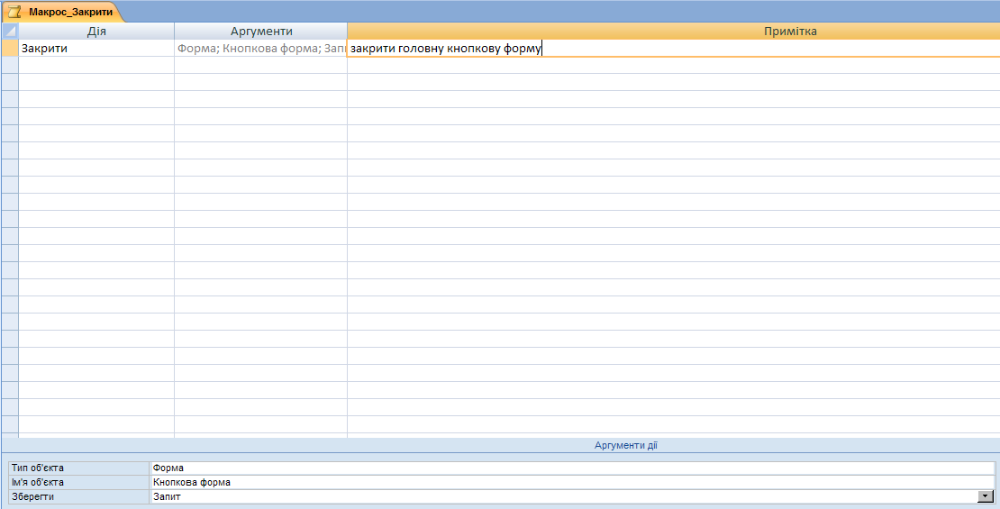 Макрос_Закрити
Дія Аргументи Примітка
Закрити Форма; Кнопкова форма; Запи закрити головну кнопкову форму
Аргументи дії
Тип об'єкта Форма
Ім'я об'єкта Кнопкова форма
Зберегти Запит